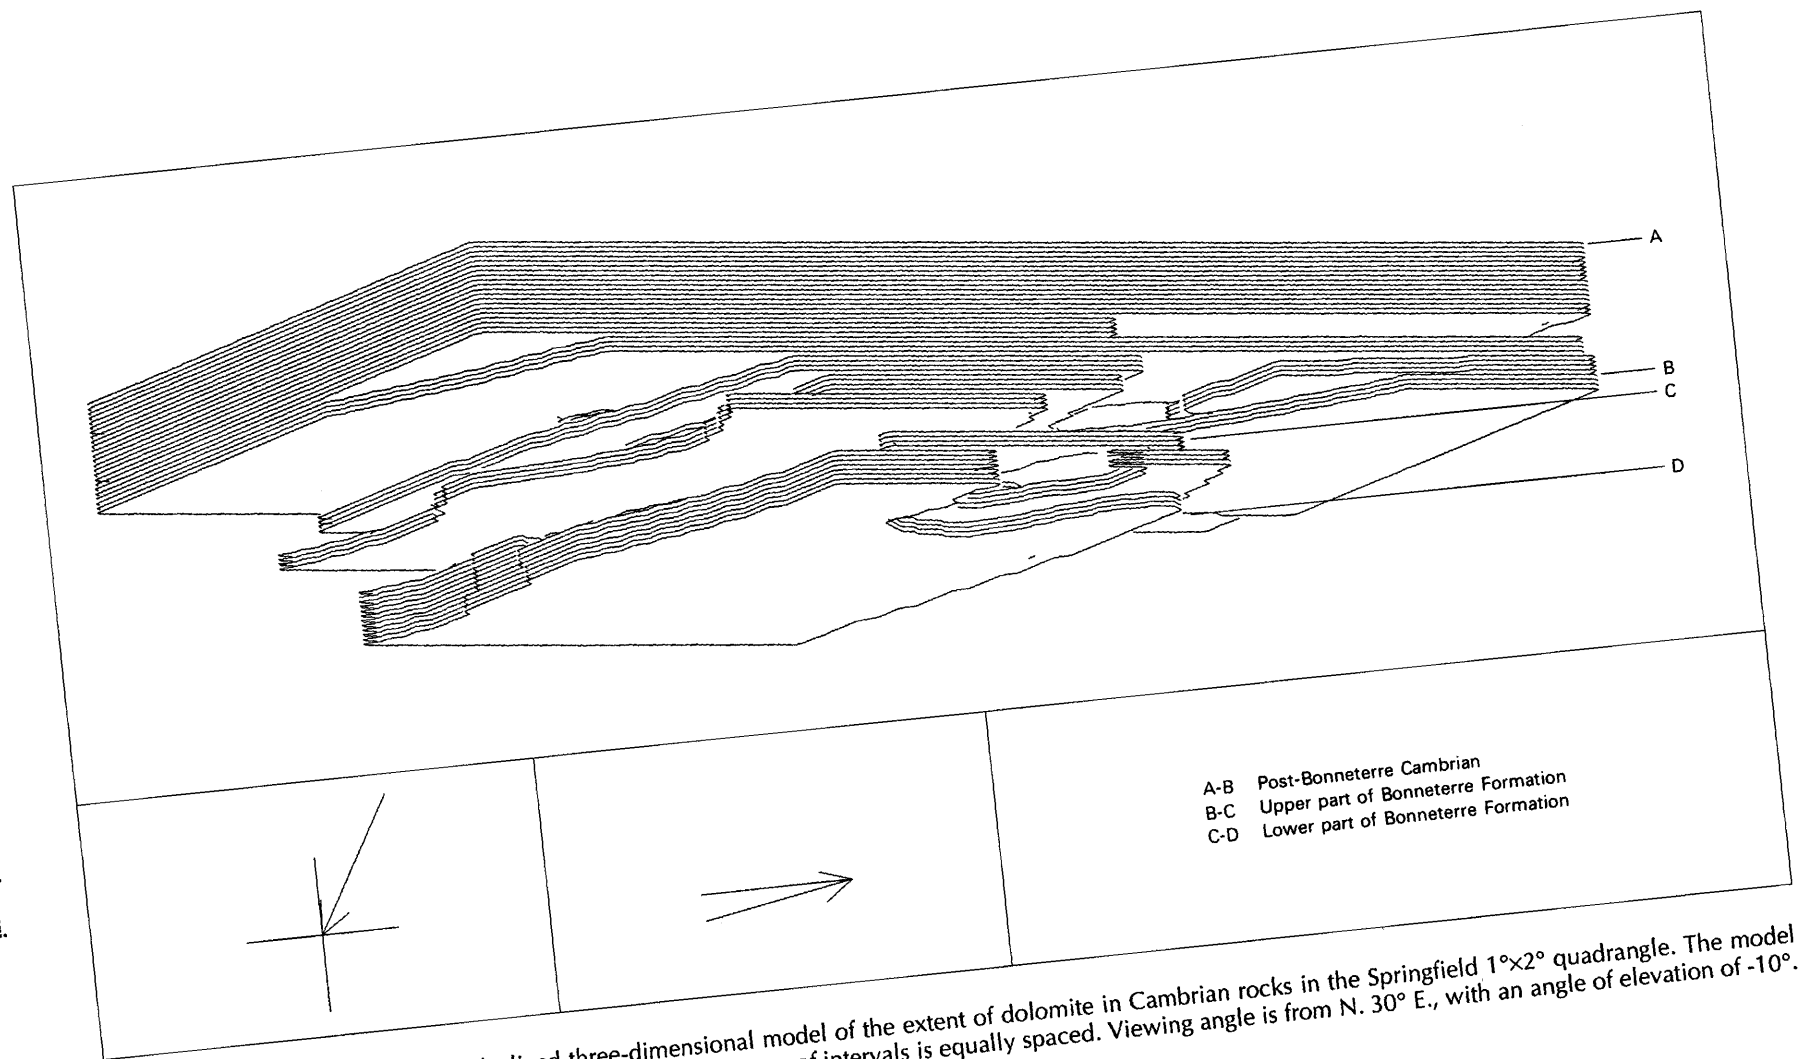 A
B
C
D
A-B Post-Bonneterre Cambrian
B-C Upper part of Bonneterre Formation
C-D Lower part of Bonneterre Formation
three-dimensional model of the extent of dolomite in Cambrian rocks in the Springfield 1°×2° quadrangle. The model
intervals is equally spaced. Viewing angle is from N. 30° E., with an angle of elevation of -10°.